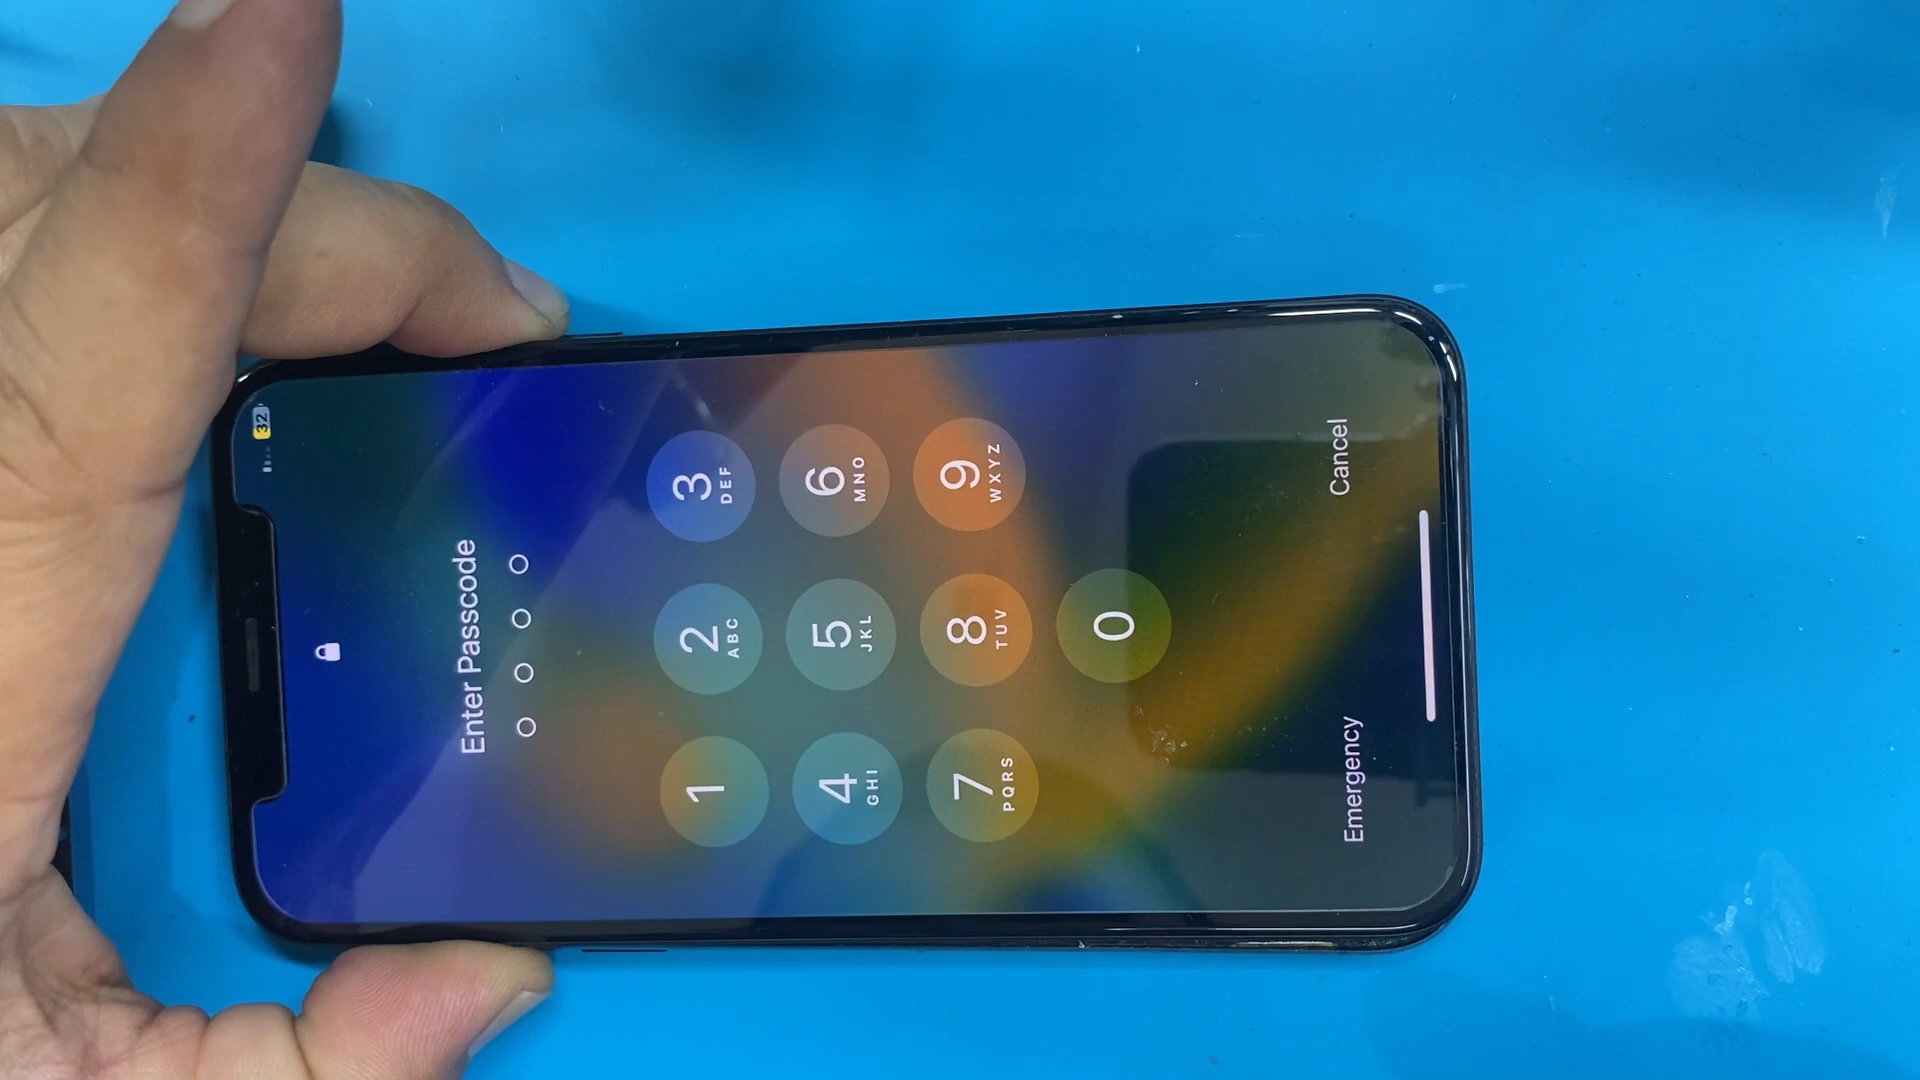 32
Enter Passcode
1
2
ABC
3
DEF
4
GHI
5
JKL
6
MNO
7
PQRS
8
TUV
9
WXYZ
0
Emergency
Cancel